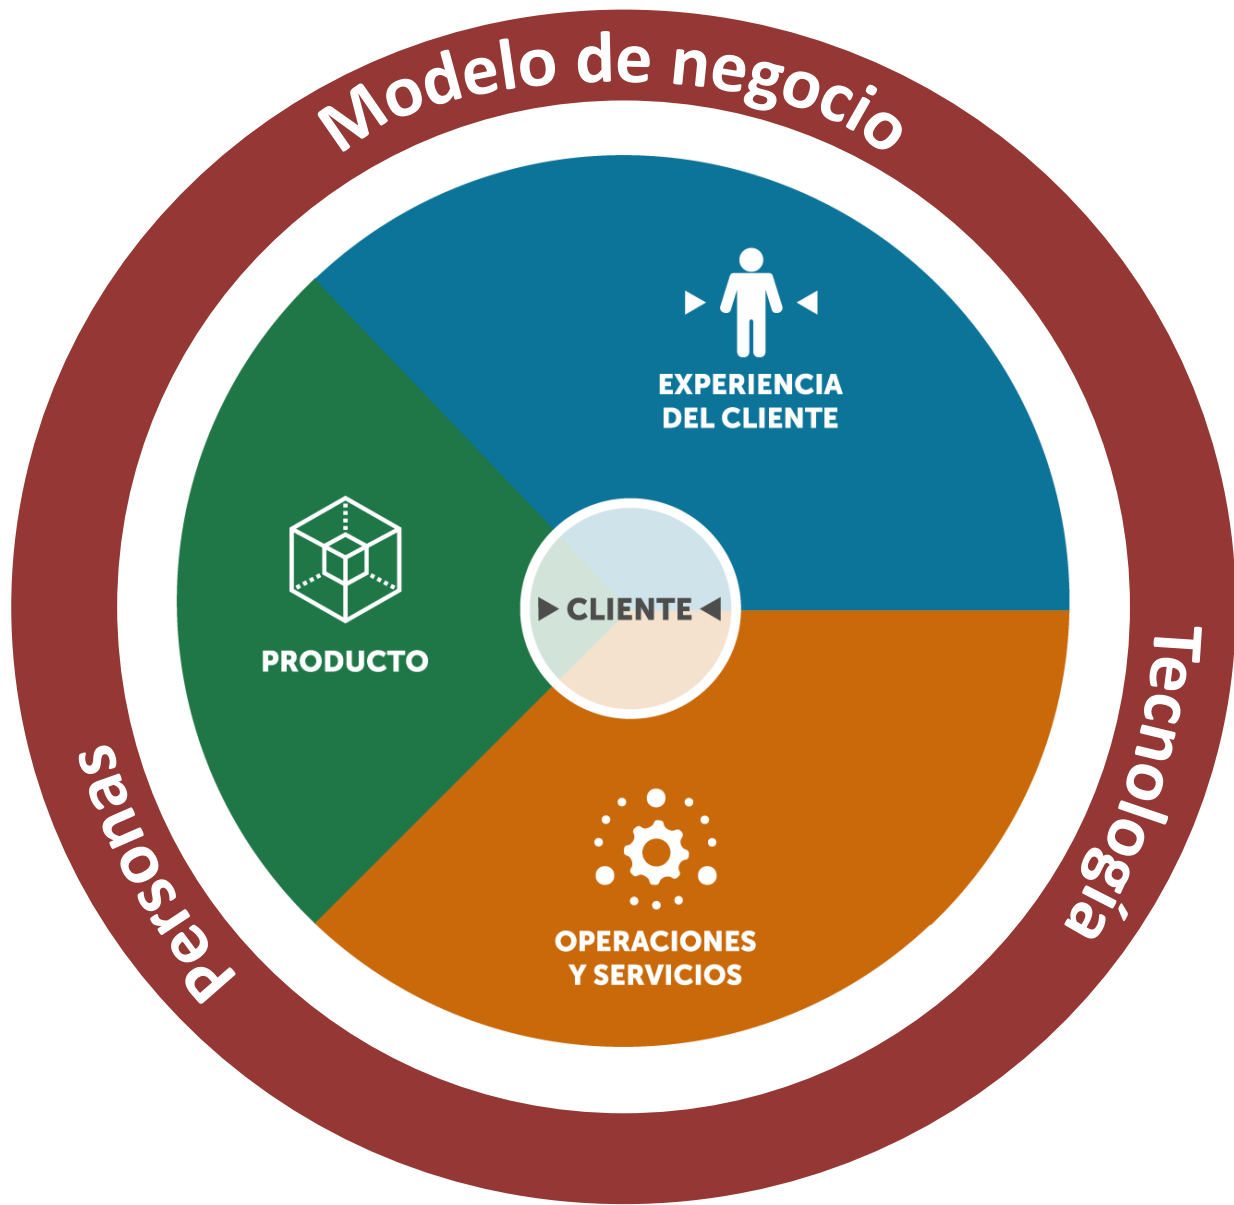 Modelo de negocio
EXPERIENCIA
DEL CLIENTE
PRODUCTO
CLIENTE
OPERACIONES
Y SERVICIOS
Tecnología
Personas